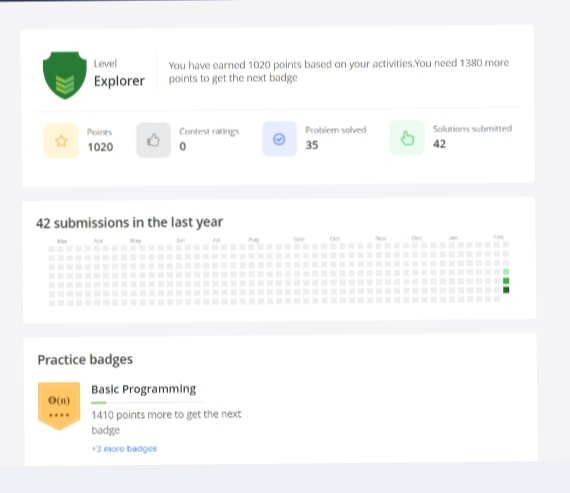 Level
Explorer
You have earned 1020 points based on your activities.You need 1380 more
points to get the next badge
Points
1020
Contest ratings
0
Problem solved
35
Solutions submitted
42
42 submissions in the last year
Mar Apr May Jun Jul Aug Sep Oct Nov Dec Jan Feb
Practice badges
Θ(n)
Basic Programming
1410 points more to get the next
badge
+3 more badges